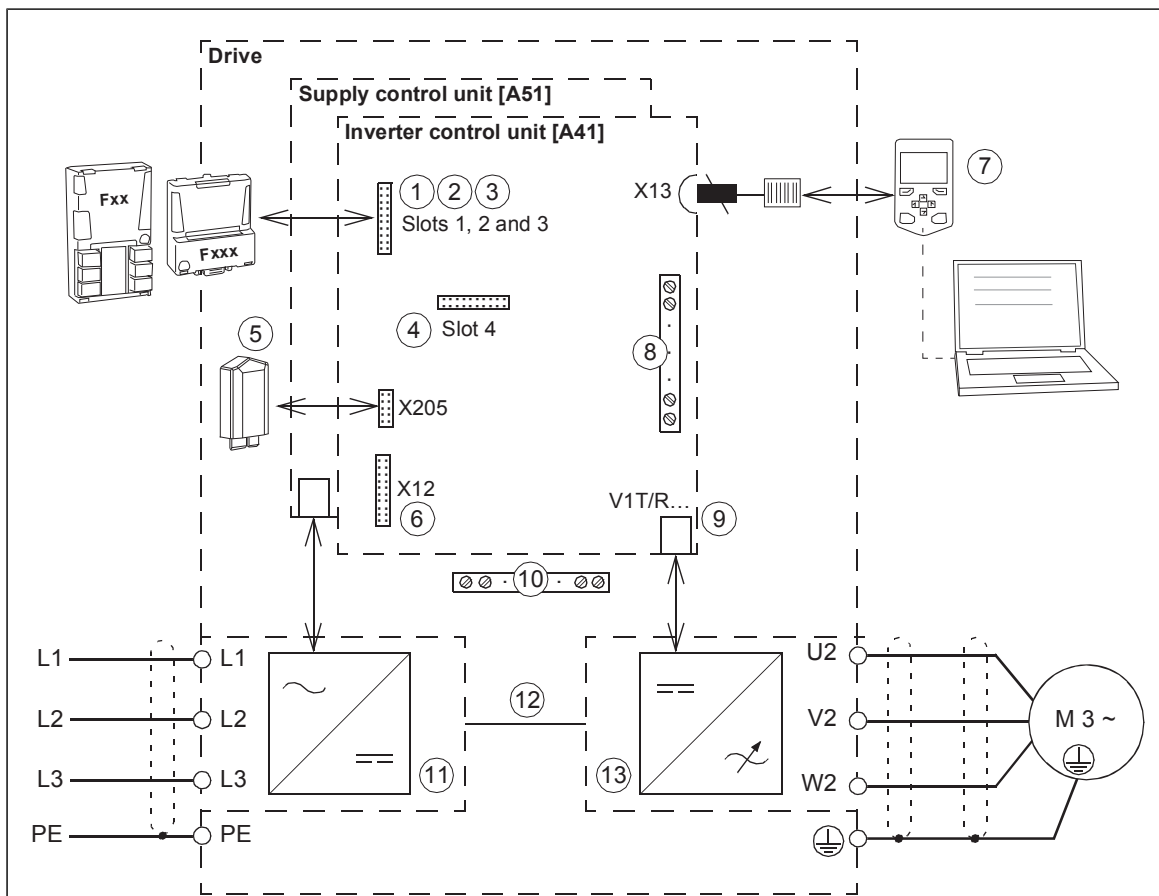 Drive
Supply control unit [A51]
Inverter control unit [A41]
Fxx
Fxxx
1 2 3
Slots 1, 2 and 3
X13
7
4 Slot 4
5
8
X205
X12
6
V1T/R…
9
10
L1 L1
L2 L2
L3 L3
PE PE
11
12
13
U2
V2
W2
M 3 ~